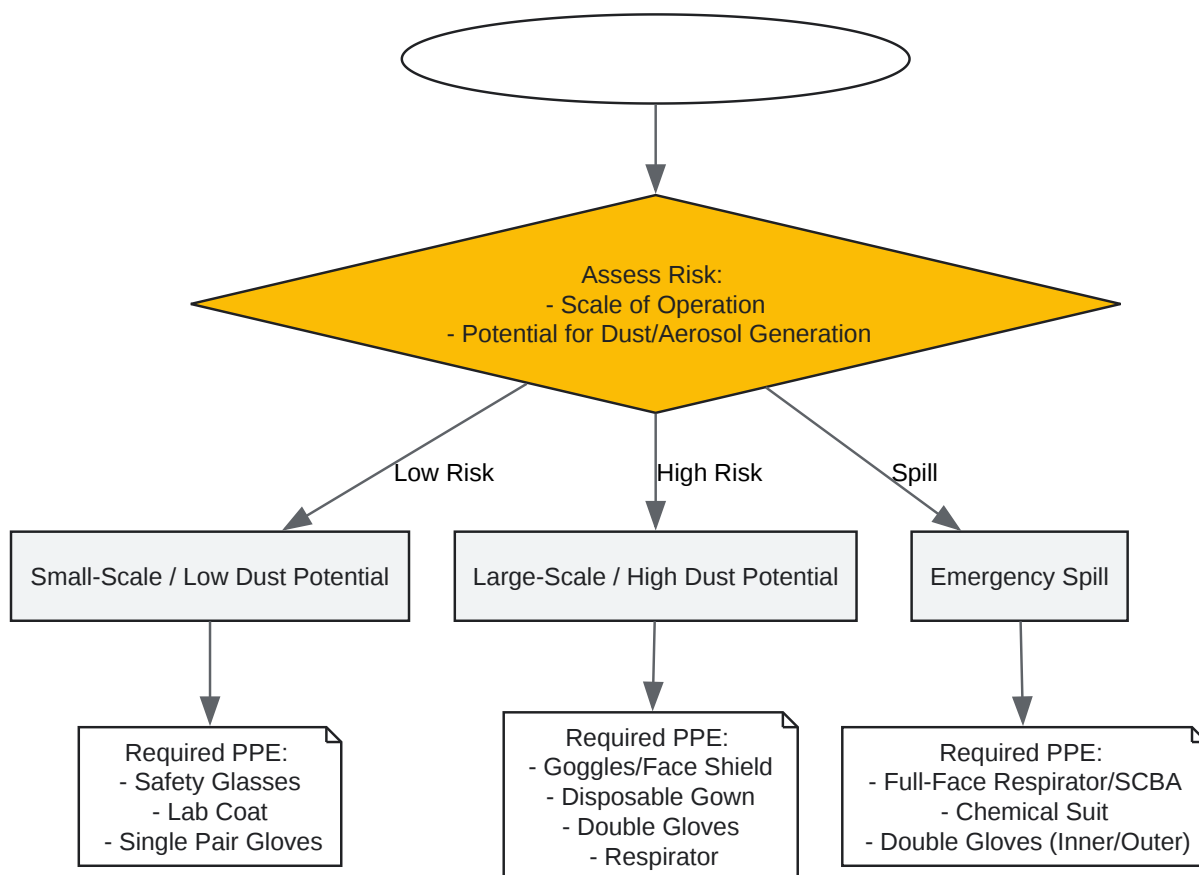 Assess Risk:
- Scale of Operation
- Potential for Dust/Aerosol Generation
Low Risk
High Risk
Spill
Small-Scale / Low Dust Potential
Large-Scale / High Dust Potential
Emergency Spill
Required PPE:
- Safety Glasses
- Lab Coat
- Single Pair Gloves
Required PPE:
- Goggles/Face Shield
- Disposable Gown
- Double Gloves
- Respirator
Required PPE:
- Full-Face Respirator/SCBA
- Chemical Suit
- Double Gloves (Inner/Outer)